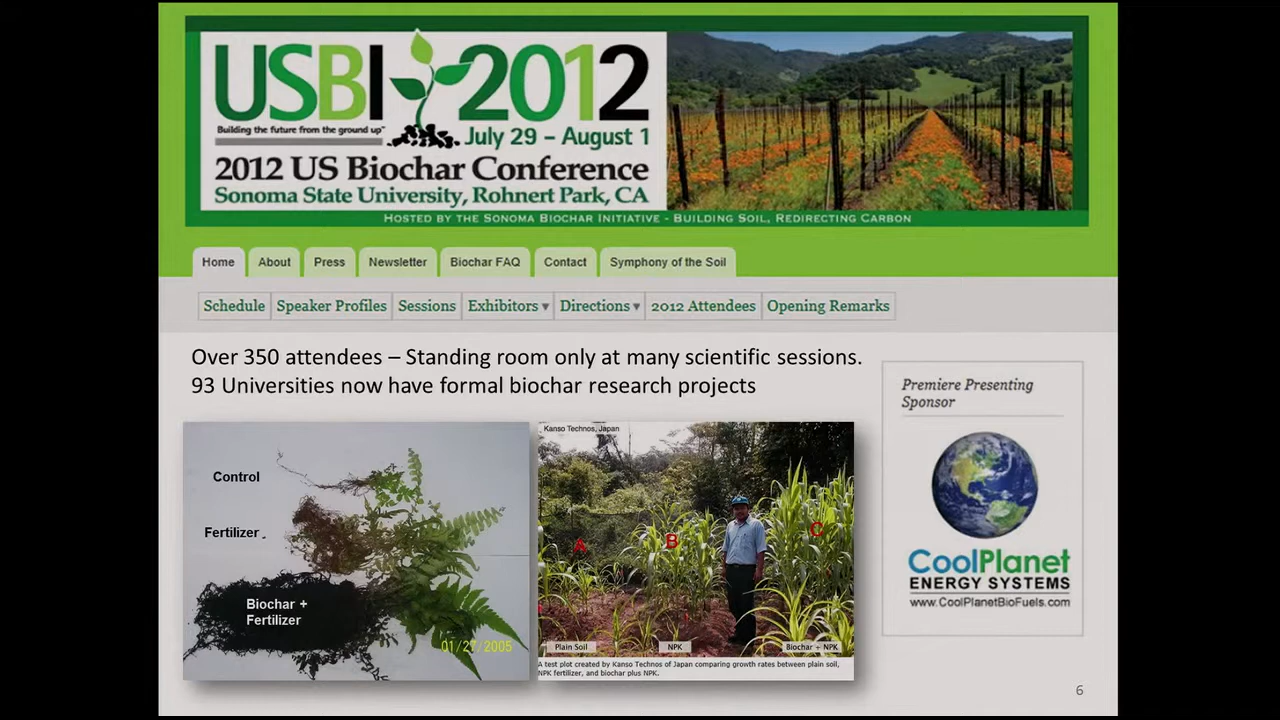 USBI 2012
Building the future from the ground up™
July 29 – August 1
2012 US Biochar Conference
Sonoma State University, Rohnert Park, CA
HOSTED BY THE SONOMA BIOCHAR INITIATIVE - BUILDING SOIL, REDIRECTING CARBON
Home About Press Newsletter Biochar FAQ Contact Symphony of the Soil
Schedule Speaker Profiles Sessions Exhibitors Directions 2012 Attendees Opening Remarks
Over 350 attendees – Standing room only at many scientific sessions.
93 Universities now have formal biochar research projects
Control
Fertilizer
Biochar +
Fertilizer
01/27/2005
Kanso Technos, Japan
A B C
Plain Soil NPK Biochar + NPK
A test plot created by Kanso Technos of Japan comparing growth rates between plain soil,
NPK fertilizer, and biochar plus NPK.
Premiere Presenting
Sponsor
CoolPlanet
ENERGY SYSTEMS
www.CoolPlanetBioFuels.com
6